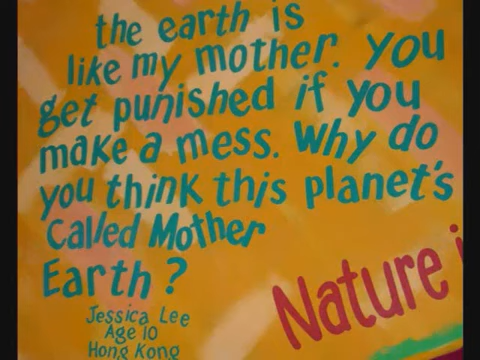 the earth is
like my mother. You
get punished if you
make a mess. Why do
you think this planet's
called Mother
Earth?
Jessica Lee
Age 10
Hong Kong
Nature i